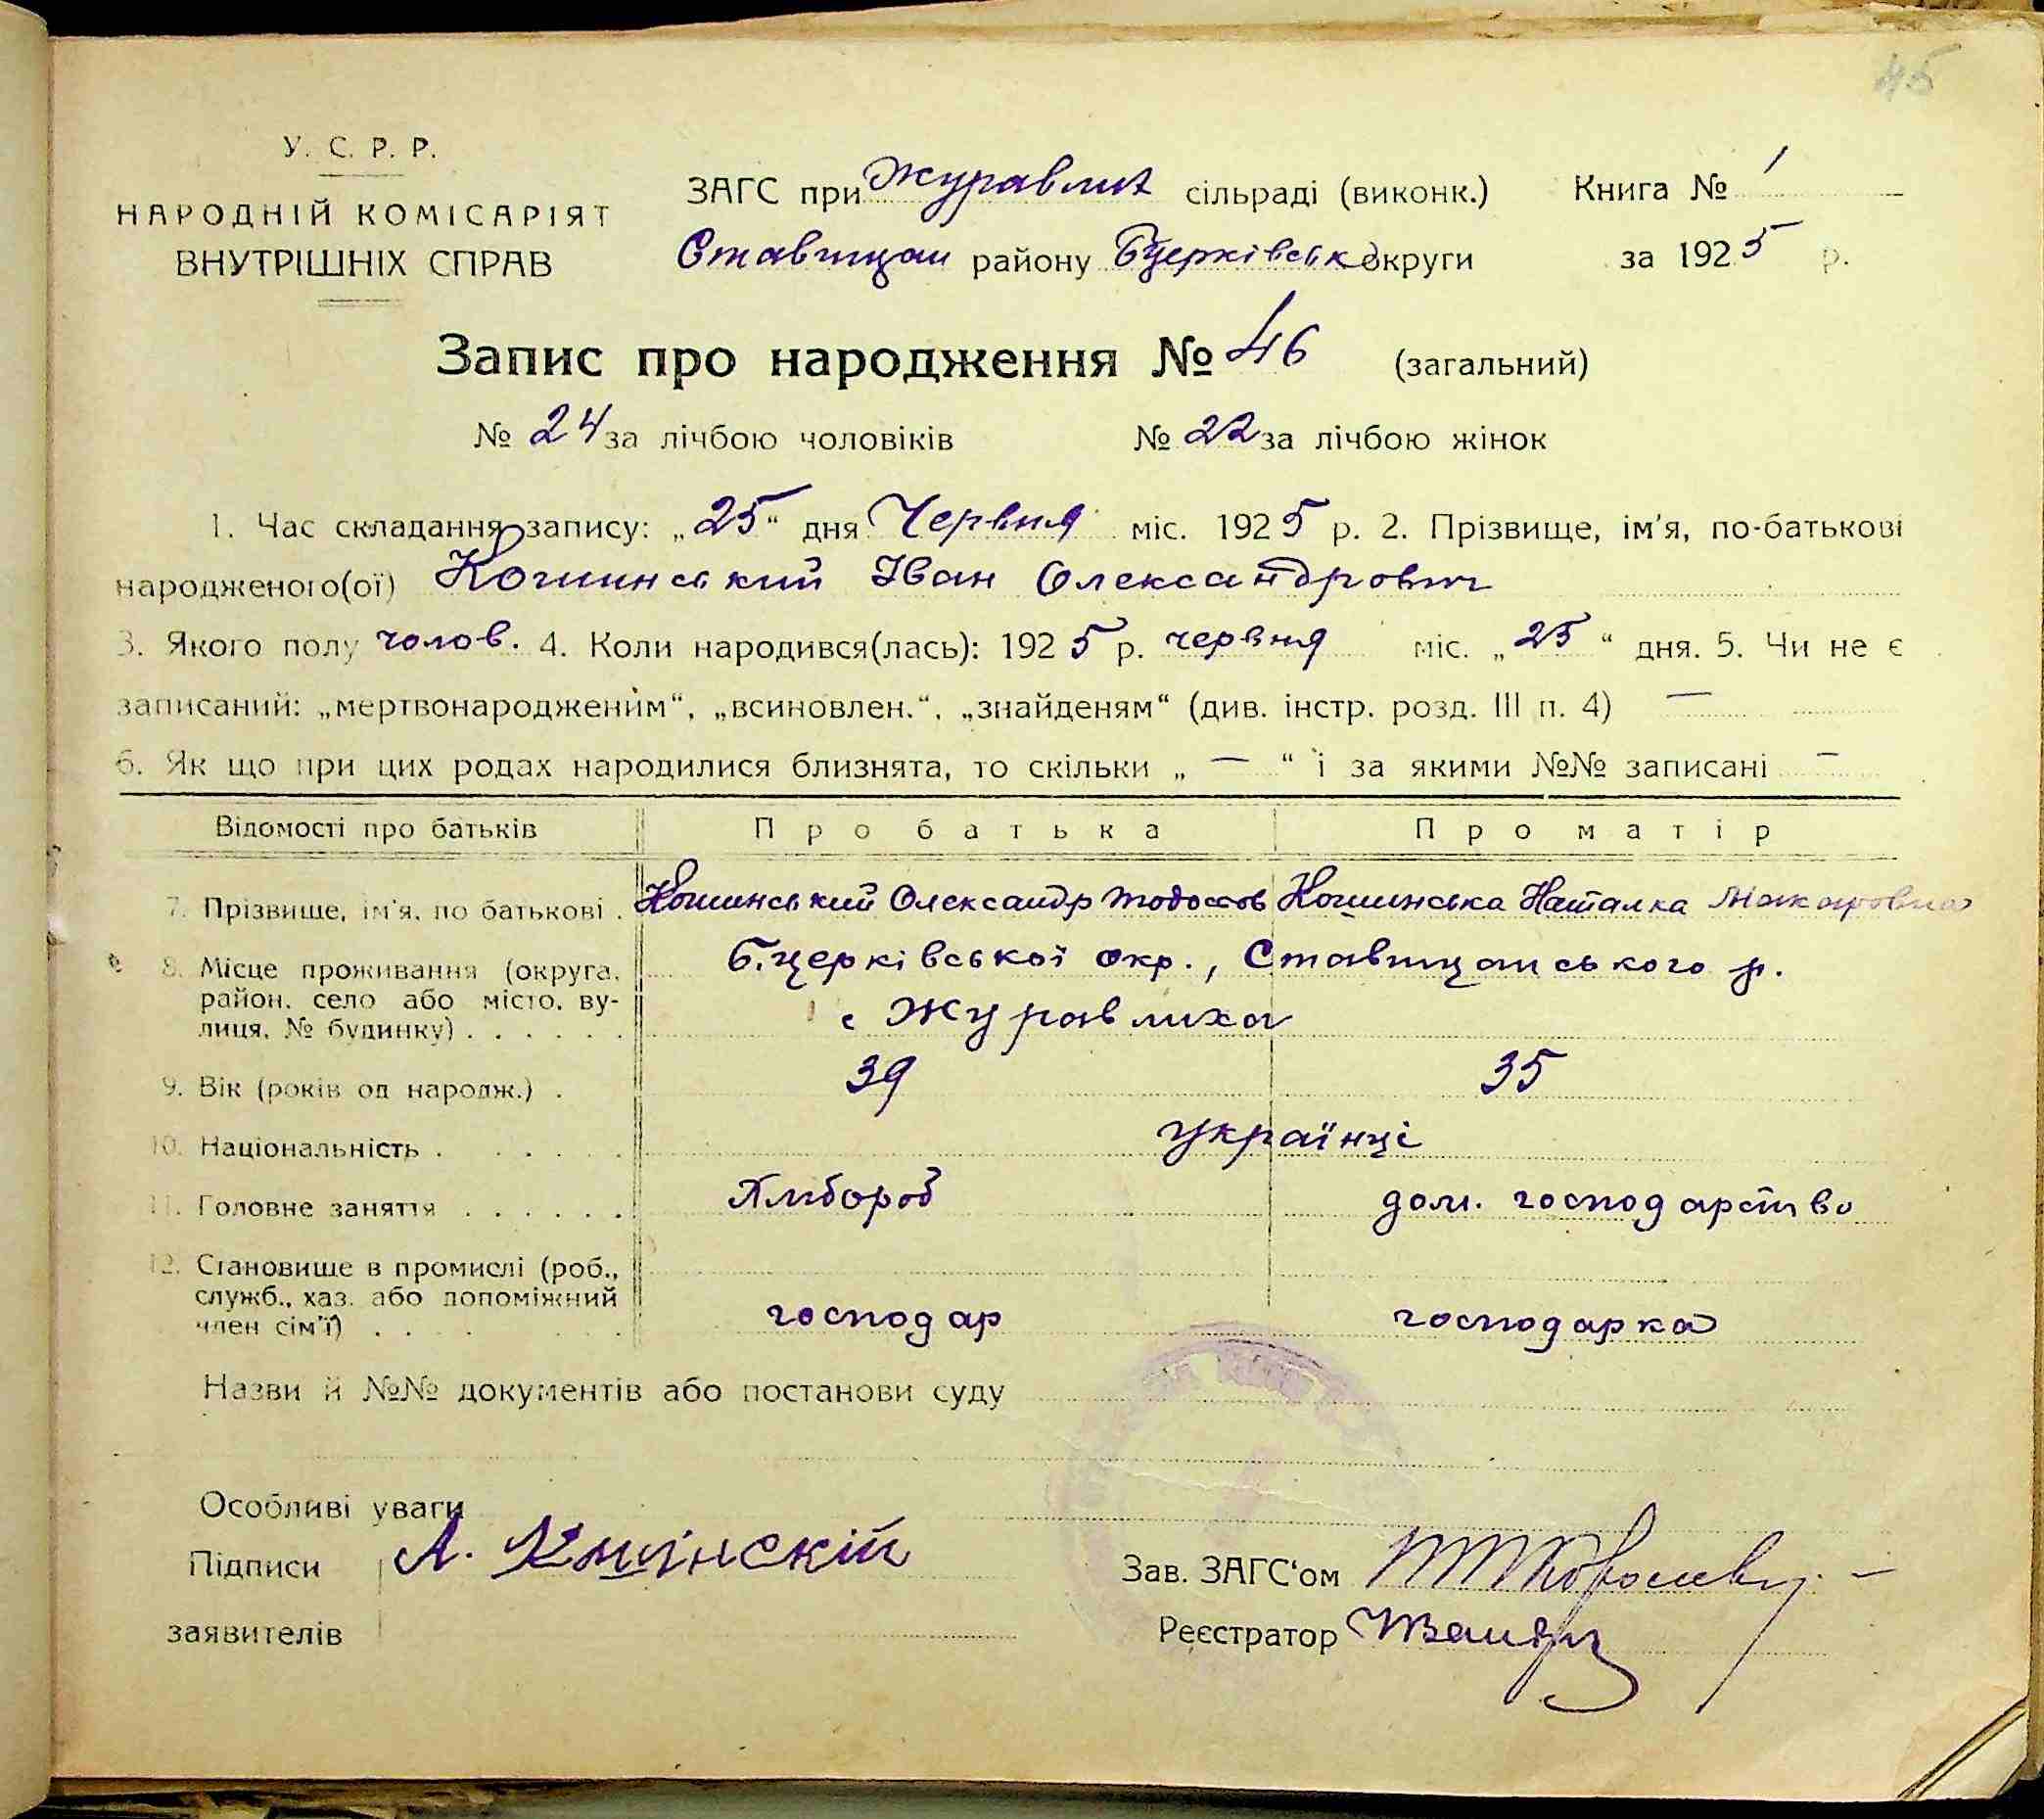 45
У. С. Р. Р.
НАРОДНІЙ КОМІСАРІЯТ
ВНУТРІШНІХ СПРАВ
ЗАГС при Журавлих сільраді (виконк.) Книга № 1
Ставищан району Бцерківськ округи за 1925 р.
Запис про народження № 46 (загальний)
№ 24 за лічбою чоловіків № 22 за лічбою жінок
1. Час складання запису: „25“ дня Червня міс. 1925 р. 2. Прізвище, ім'я, по-батькові
народженого(ої) Кошинський Іван Олександрович
3. Якого полу чолов. 4. Коли народився(лась): 1925 р. червня міс. „25“ дня. 5. Чи не є
записаний: „мертвонародженим“, „всиновлен.“, „знайденям“ (див. інстр. розд. III п. 4) —
6. Як що при цих родах народилися близнята, то скільки „ — “ і за якими №№ записані —
Відомості про батьків Про батька Про матір
7. Прізвище, ім'я, по батькові . Кошинський Олександр Тодосов Кошинська Наталка Макаровна
8. Місце проживання (округа, Б.церківської окр., Ставищанського р.
район, село або місто, ву-
лиця, № будинку) . . . . . . с Журавлиха
9. Вік (років од народж.) . 39 35
10. Національність . . . . . . українці
11. Головне заняття . . . . . . Хлібороб дом. господарство
12. Становище в промислі (роб.,
служб., хаз. або допоміжний
член сім'ї) . . . господар господарка
Назви й №№ документів або постанови суду
Особливі уваги
Підписи А. Кошінскій Зав. ЗАГС'ом
заявителів Реєстратор